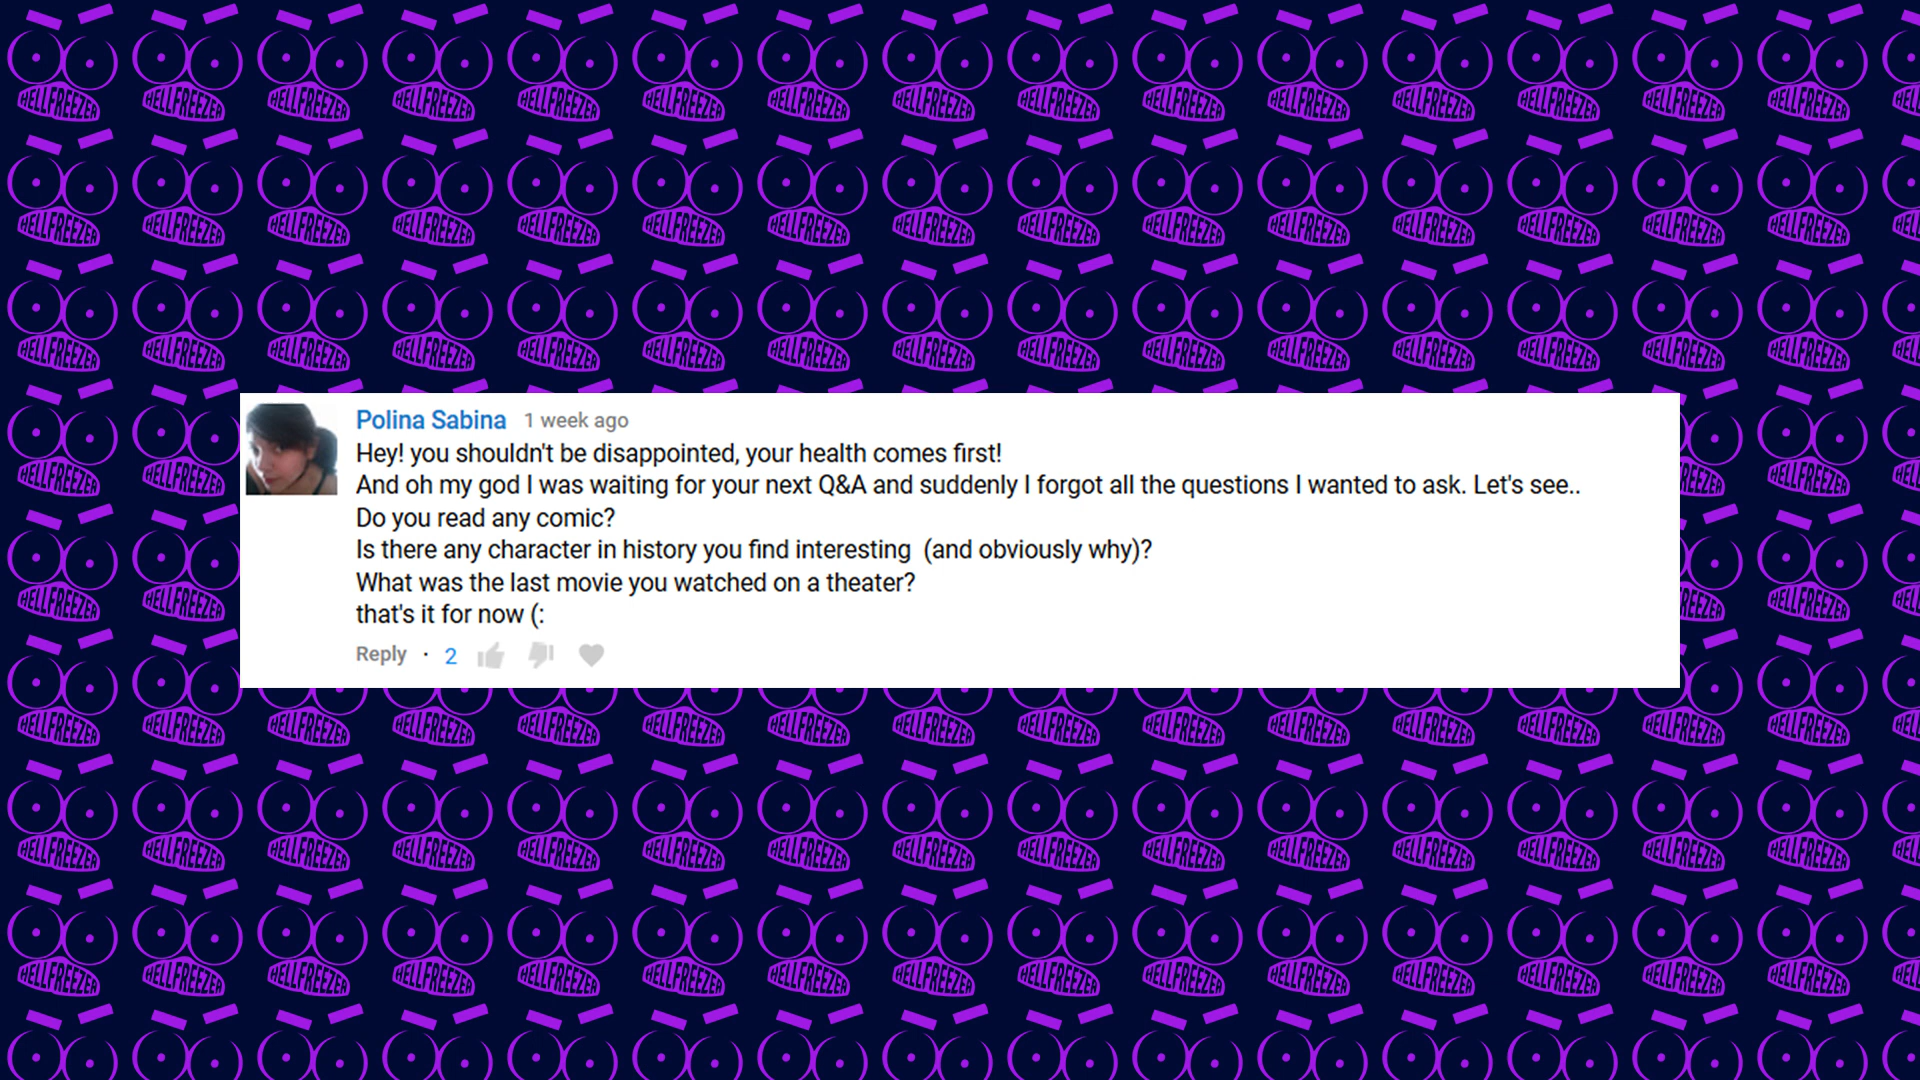 Polina Sabina 1 week ago
Hey! you shouldn't be disappointed, your health comes first!
And oh my god I was waiting for your next Q&A and suddenly I forgot all the questions I wanted to ask. Let's see..
Do you read any comic?
Is there any character in history you find interesting  (and obviously why)?
What was the last movie you watched on a theater?
that's it for now (:
Reply · 2
HELLFREEZER